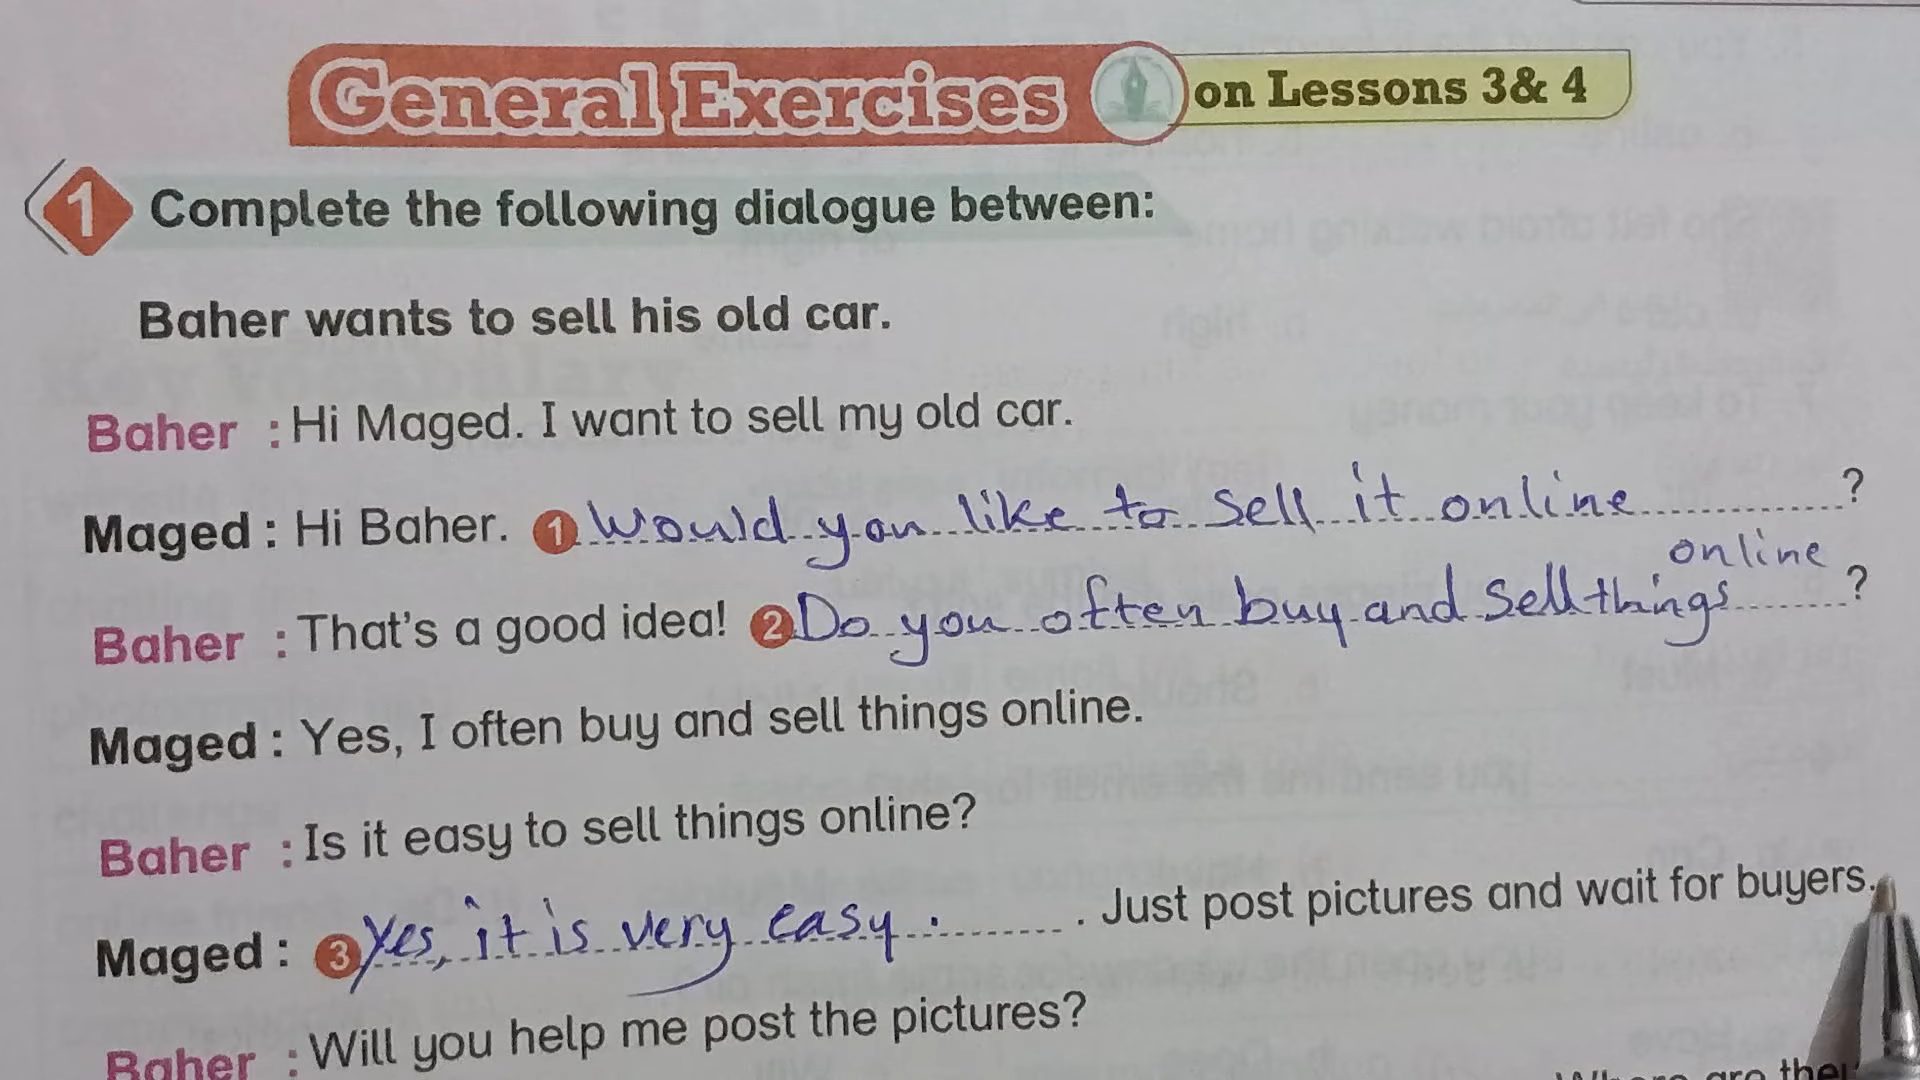 General Exercises on Lessons 3& 4
1 Complete the following dialogue between:
Baher wants to sell his old car.
Baher : Hi Maged. I want to sell my old car.
Maged : Hi Baher. 1 Would you like to sell it online ?
online
Baher : That's a good idea! 2 Do you often buy and sell things ?
Maged : Yes, I often buy and sell things online.
Baher : Is it easy to sell things online?
Maged : 3 Yes, it is very easy . . Just post pictures and wait for buyers.
Baher : Will you help me post the pictures?
are